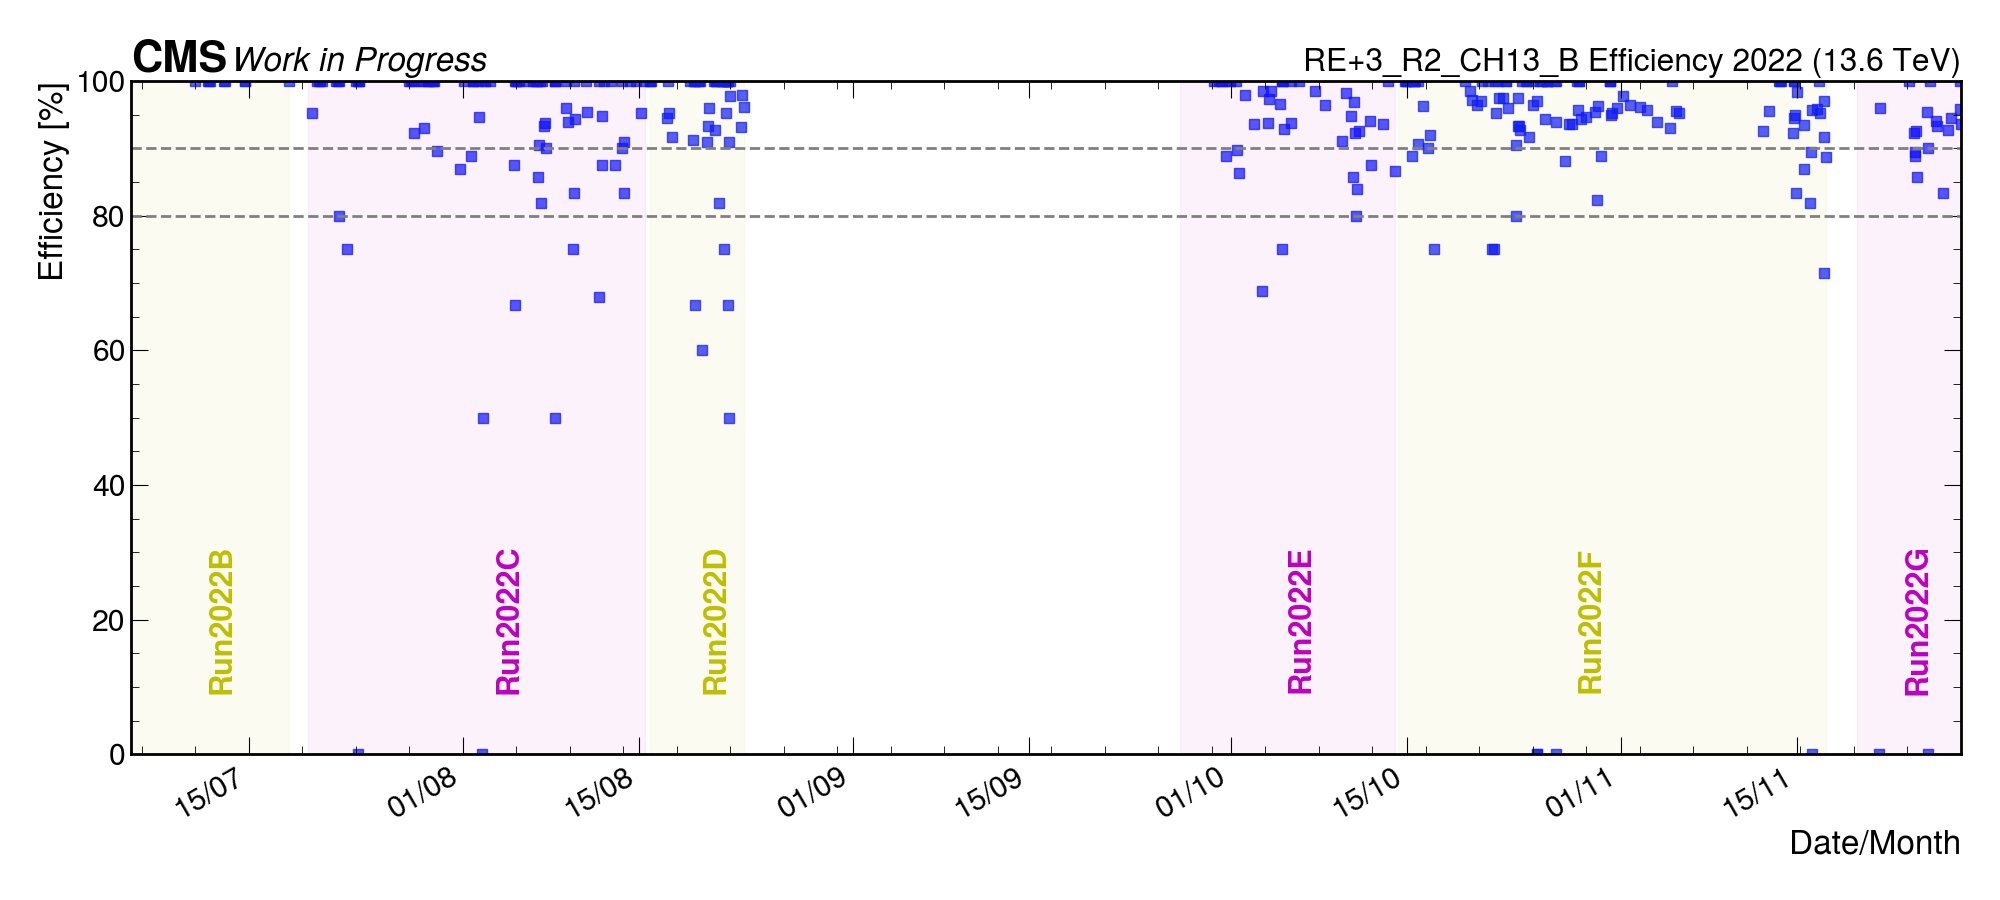 CMS Work in Progress
RE+3_R2_CH13_B Efficiency 2022 (13.6 TeV)
Efficiency [%]
100
80
60
40
20
0
Run2022B
Run2022C
Run2022D
Run2022E
Run2022F
Run2022G
15/07
01/08
15/08
01/09
15/09
01/10
15/10
01/11
15/11
Date/Month